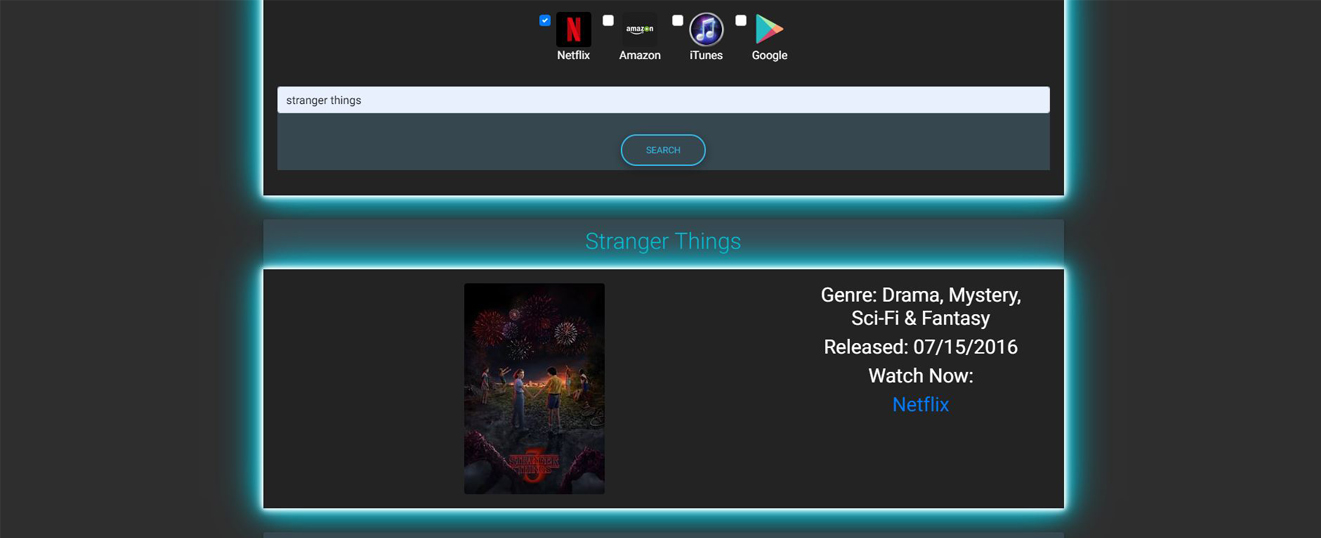 amazon
Netflix
Amazon
iTunes
Google
stranger things
SEARCH
Stranger Things
Genre: Drama, Mystery,
Sci-Fi & Fantasy
Released: 07/15/2016
Watch Now:
Netflix
STRANGER
THINGS
3